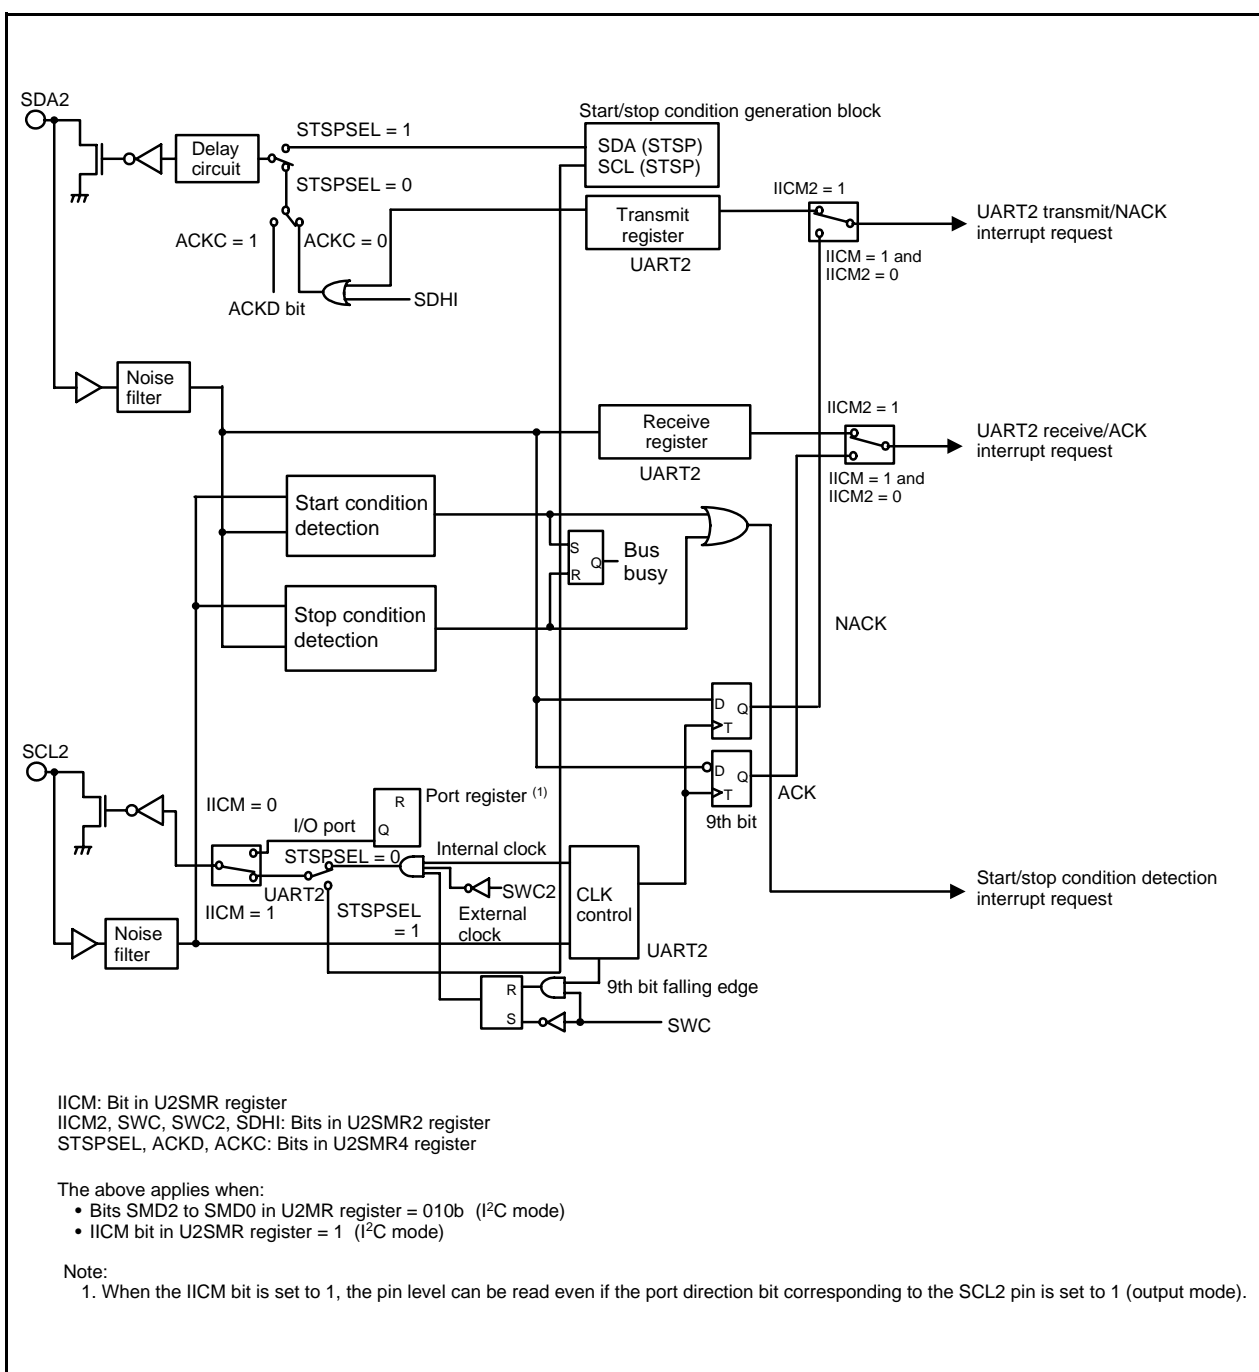 SDA2
Start/stop condition generation block
STSPSEL = 1
Delay
circuit
SDA (STSP)
SCL (STSP)
STSPSEL = 0
IICM2 = 1
Transmit
register
UART2 transmit/NACK
interrupt request
ACKC = 1
ACKC = 0
UART2
IICM = 1 and
IICM2 = 0
ACKD bit
SDHI
Noise
filter
IICM2 = 1
Receive
register
UART2 receive/ACK
interrupt request
UART2
IICM = 1 and
IICM2 = 0
Start condition
detection
S
R
Q
Bus
busy
Stop condition
detection
NACK
D
Q
T
SCL2
D
Q
T
ACK
9th bit
IICM = 0
R
Q
Port register (1)
I/O port
STSPSEL = 0
Internal clock
UART2
SWC2
CLK
control
Start/stop condition detection
interrupt request
IICM = 1
STSPSEL
= 1
External
clock
Noise
filter
UART2
R
S
9th bit falling edge
SWC
IICM: Bit in U2SMR register
IICM2, SWC, SWC2, SDHI: Bits in U2SMR2 register
STSPSEL, ACKD, ACKC: Bits in U2SMR4 register
The above applies when:
• Bits SMD2 to SMD0 in U2MR register = 010b (I²C mode)
• IICM bit in U2SMR register = 1 (I²C mode)
Note:
1. When the IICM bit is set to 1, the pin level can be read even if the port direction bit corresponding to the SCL2 pin is set to 1 (output mode).